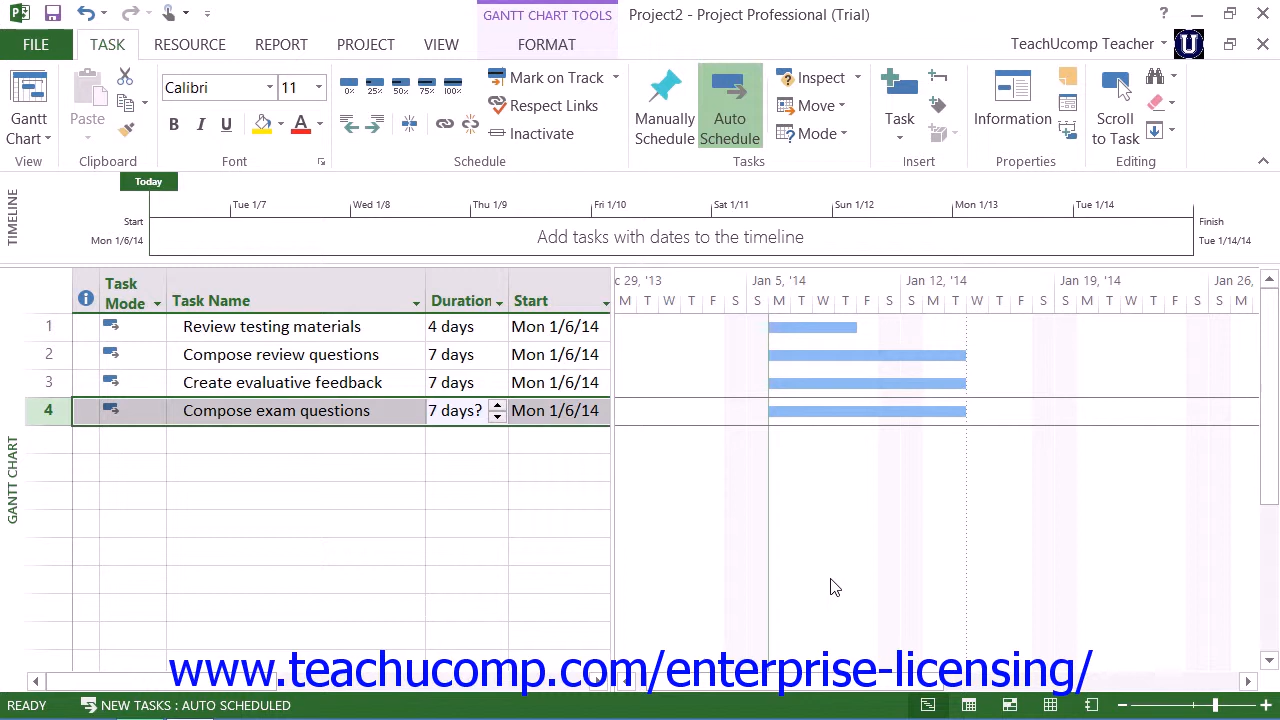 GANTT CHART TOOLS
Project2 - Project Professional (Trial)
?
FILE TASK RESOURCE REPORT PROJECT VIEW FORMAT
TeachUcomp Teacher
U
Gantt Chart
View
Paste
Clipboard
Calibri 11
B I U A
Font
0% 25% 50% 75% 100%
Mark on Track
Respect Links
Inactivate
Schedule
Manually Schedule
Auto Schedule
Inspect
Move
Mode
Tasks
Task
Insert
Information
Properties
Scroll to Task
Editing
TIMELINE
Today
Start
Mon 1/6/14
Tue 1/7 Wed 1/8 Thu 1/9 Fri 1/10 Sat 1/11 Sun 1/12 Mon 1/13 Tue 1/14
Add tasks with dates to the timeline
Finish
Tue 1/14/14
GANTT CHART
Task Mode Task Name Duration Start
1 Review testing materials 4 days Mon 1/6/14
2 Compose review questions 7 days Mon 1/6/14
3 Create evaluative feedback 7 days Mon 1/6/14
4 Compose exam questions 7 days? Mon 1/6/14
c 29, '13 Jan 5, '14 Jan 12, '14 Jan 19, '14 Jan 26,
M T W T F S S M T W T F S S M T W T F S S M T W T F S S M
www.teachucomp.com/enterprise-licensing/
READY NEW TASKS : AUTO SCHEDULED